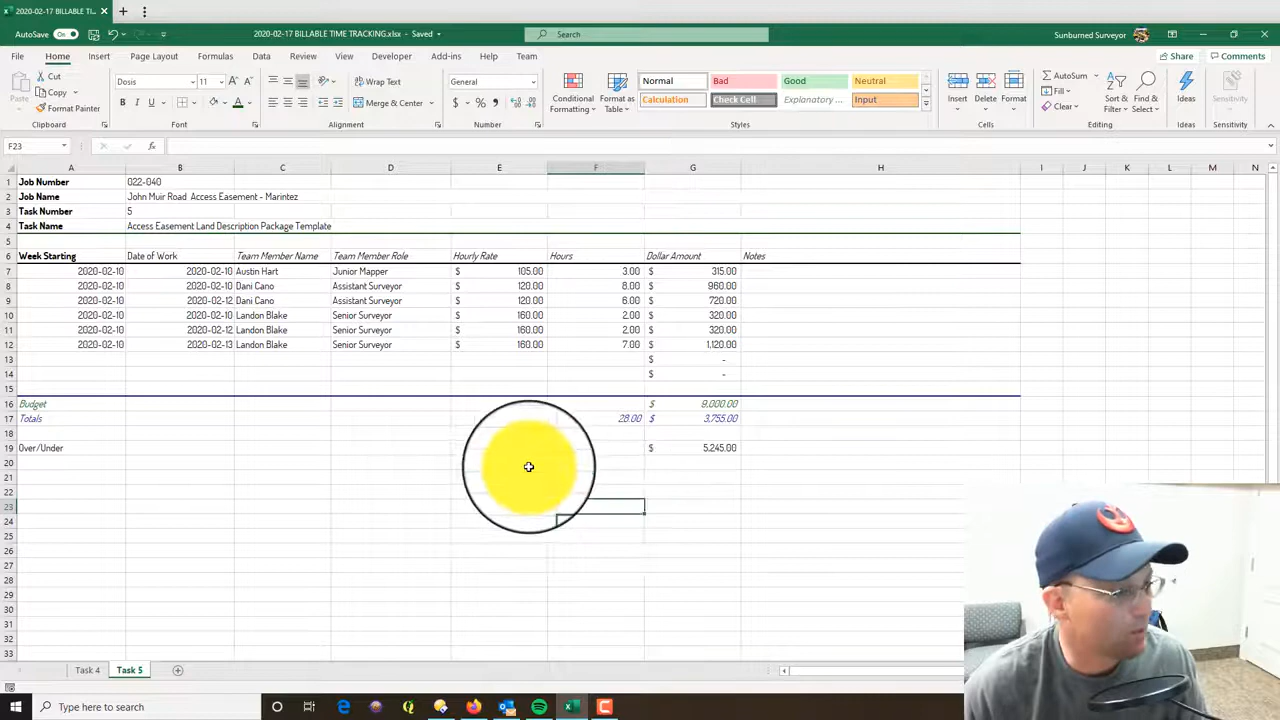 2020-02-17 BILLABLE TI...
AutoSave On 2020-02-17 BILLABLE TIME TRACKING.xlsx - Saved Search Sunburned Surveyor
File Home Insert Page Layout Formulas Data Review View Developer Add-ins Help Team Share Comments
Paste Cut Copy Format Painter Clipboard
Dosis 11 Font
Wrap Text Merge & Center Alignment
General Number
Conditional Formatting Format as Table Normal Bad Good Neutral
Calculation Check Cell Explanatory ... Input Styles
Insert Delete Format Cells
AutoSum Fill Clear Sort & Filter Find & Select Editing
Ideas Ideas
Sensitivity Sensitivity
F23 fx
A B C D E F G H I J K L M N
1 Job Number 022-040
2 Job Name John Muir Road Access Easement - Marintez
3 Task Number 5
4 Task Name Access Easement Land Description Package Template
5
6 Week Starting Date of Work Team Member Name Team Member Role Hourly Rate Hours Dollar Amount Notes
7 2020-02-10 2020-02-10 Austin Hart Junior Mapper $ 105.00 3.00 $ 315.00
8 2020-02-10 2020-02-10 Dani Cano Assistant Surveyor $ 120.00 8.00 $ 960.00
9 2020-02-10 2020-02-12 Dani Cano Assistant Surveyor $ 120.00 6.00 $ 720.00
10 2020-02-10 2020-02-10 Landon Blake Senior Surveyor $ 160.00 2.00 $ 320.00
11 2020-02-10 2020-02-12 Landon Blake Senior Surveyor $ 160.00 2.00 $ 320.00
12 2020-02-10 2020-02-13 Landon Blake Senior Surveyor $ 160.00 7.00 $ 1,120.00
13 $ -
14 $ -
15
16 Budget $ 9,000.00
17 Totals 28.00 $ 3,755.00
18
19 Over/Under $ 5,245.00
20
21
22
23
24
25
26
27
28
29
30
31
32
33
Task 4 Task 5
Type here to search